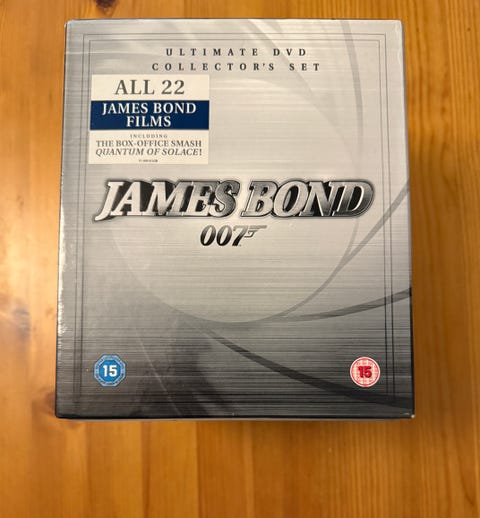 ULTIMATE DVD
COLLECTOR'S SET
ALL 22
JAMES BOND
FILMS
INCLUDING
THE BOX-OFFICE SMASH
QUANTUM OF SOLACE!
JAMES BOND
007
15
15